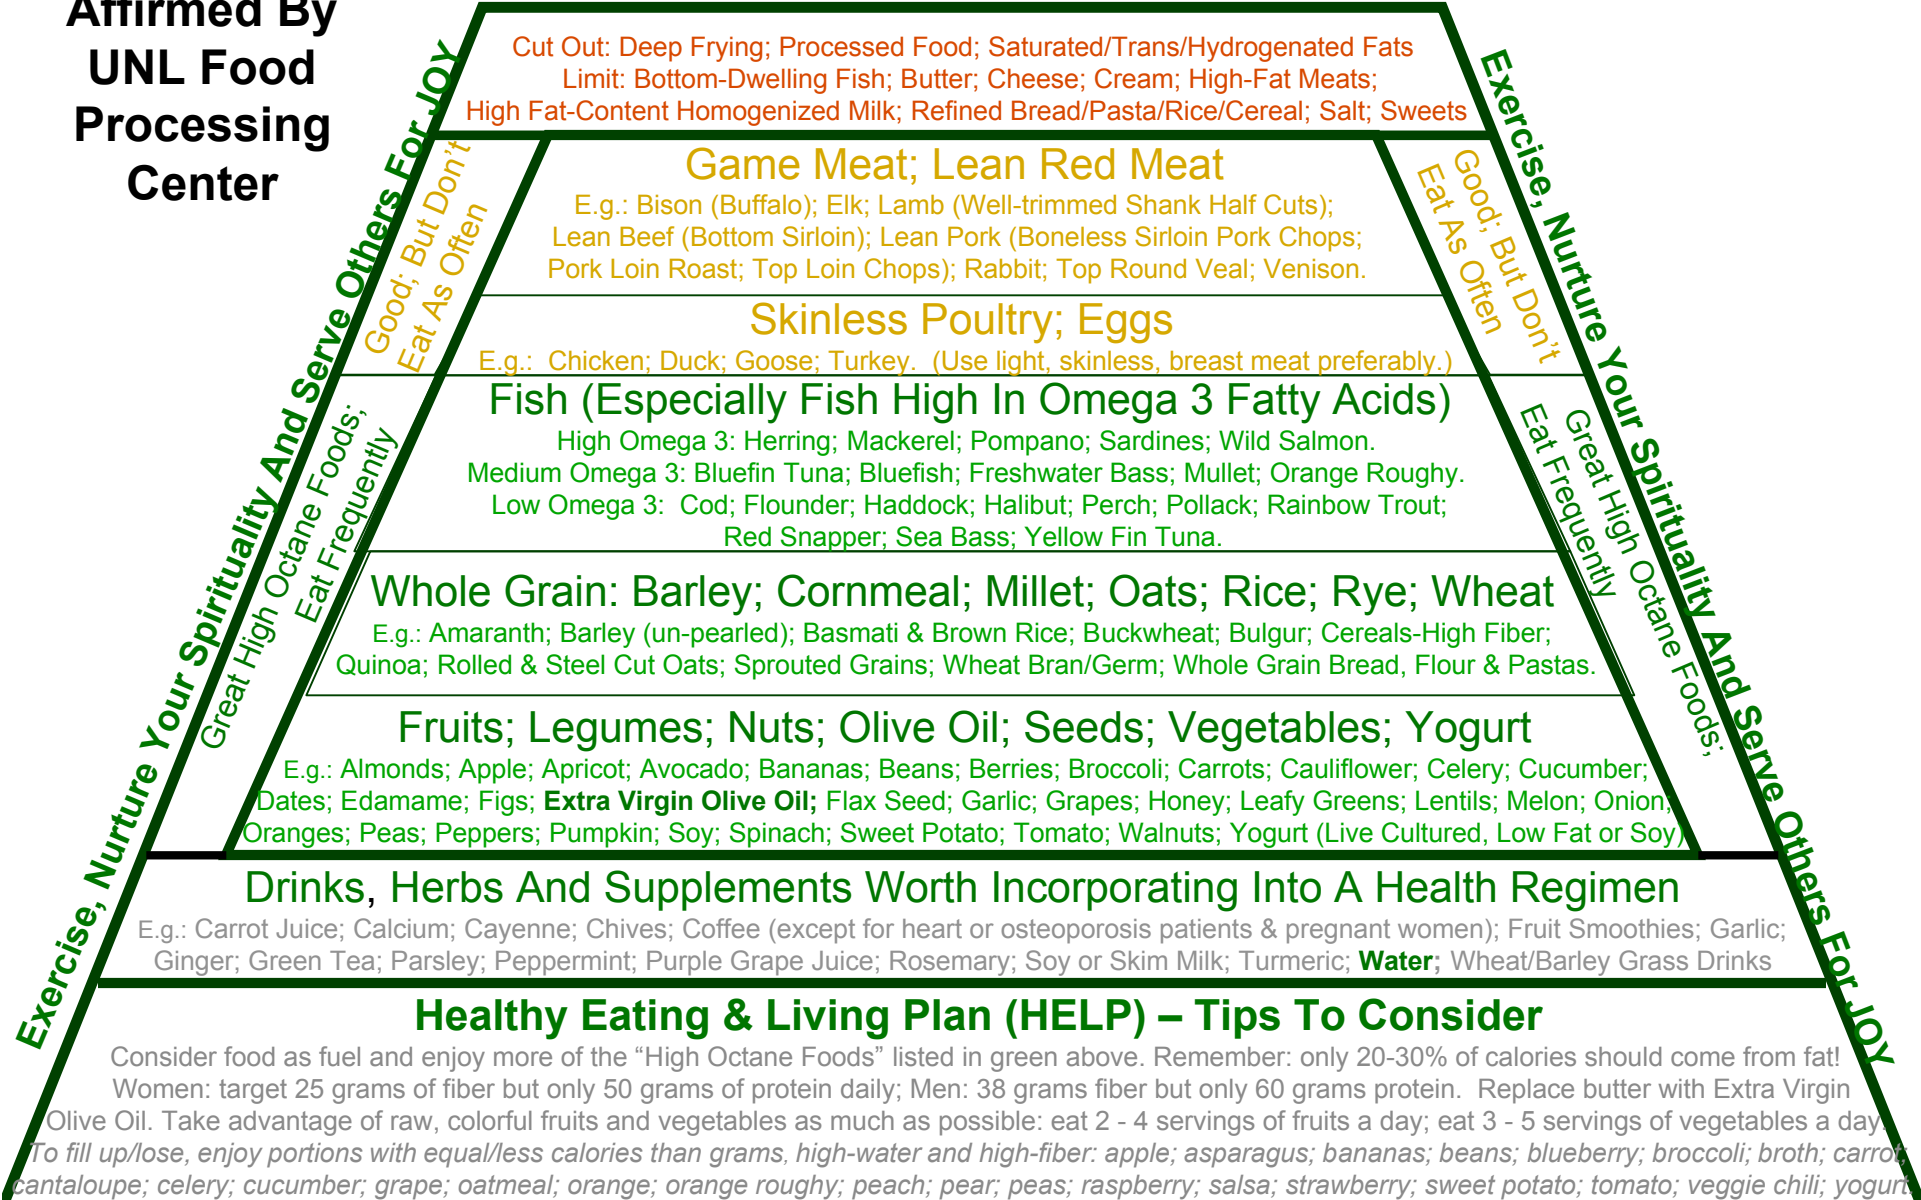 Affirmed By
UNL Food
Processing
Center
Cut Out: Deep Frying; Processed Food; Saturated/Trans/Hydrogenated Fats
Limit: Bottom-Dwelling Fish; Butter; Cheese; Cream; High-Fat Meats;
High Fat-Content Homogenized Milk; Refined Bread/Pasta/Rice/Cereal; Salt; Sweets
Exercise, Nurture Your Spirituality And Serve Others For JOY
Exercise, Nurture Your Spirituality And Serve Others For JOY
Good; But Don't
Eat As Often
Good; But Don't
Eat As Often
Game Meat; Lean Red Meat
E.g.: Bison (Buffalo); Elk; Lamb (Well-trimmed Shank Half Cuts);
Lean Beef (Bottom Sirloin); Lean Pork (Boneless Sirloin Pork Chops;
Pork Loin Roast; Top Loin Chops); Rabbit; Top Round Veal; Venison.
Skinless Poultry; Eggs
E.g.: Chicken; Duck; Goose; Turkey. (Use light, skinless, breast meat preferably.)
Great High Octane Foods;
Eat Frequently
Great High Octane Foods;
Eat Frequently
Fish (Especially Fish High In Omega 3 Fatty Acids)
High Omega 3: Herring; Mackerel; Pompano; Sardines; Wild Salmon.
Medium Omega 3: Bluefin Tuna; Bluefish; Freshwater Bass; Mullet; Orange Roughy.
Low Omega 3: Cod; Flounder; Haddock; Halibut; Perch; Pollack; Rainbow Trout;
Red Snapper; Sea Bass; Yellow Fin Tuna.
Whole Grain: Barley; Cornmeal; Millet; Oats; Rice; Rye; Wheat
E.g.: Amaranth; Barley (un-pearled); Basmati & Brown Rice; Buckwheat; Bulgur; Cereals-High Fiber;
Quinoa; Rolled & Steel Cut Oats; Sprouted Grains; Wheat Bran/Germ; Whole Grain Bread, Flour & Pastas.
Fruits; Legumes; Nuts; Olive Oil; Seeds; Vegetables; Yogurt
E.g.: Almonds; Apple; Apricot; Avocado; Bananas; Beans; Berries; Broccoli; Carrots; Cauliflower; Celery; Cucumber;
Dates; Edamame; Figs; Extra Virgin Olive Oil; Flax Seed; Garlic; Grapes; Honey; Leafy Greens; Lentils; Melon; Onion;
Oranges; Peas; Peppers; Pumpkin; Soy; Spinach; Sweet Potato; Tomato; Walnuts; Yogurt (Live Cultured, Low Fat or Soy)
Drinks, Herbs And Supplements Worth Incorporating Into A Health Regimen
E.g.: Carrot Juice; Calcium; Cayenne; Chives; Coffee (except for heart or osteoporosis patients & pregnant women); Fruit Smoothies; Garlic;
Ginger; Green Tea; Parsley; Peppermint; Purple Grape Juice; Rosemary; Soy or Skim Milk; Turmeric; Water; Wheat/Barley Grass Drinks
Healthy Eating & Living Plan (HELP) – Tips To Consider
Consider food as fuel and enjoy more of the “High Octane Foods” listed in green above. Remember: only 20-30% of calories should come from fat!
Women: target 25 grams of fiber but only 50 grams of protein daily; Men: 38 grams fiber but only 60 grams protein. Replace butter with Extra Virgin
Olive Oil. Take advantage of raw, colorful fruits and vegetables as much as possible: eat 2 - 4 servings of fruits a day; eat 3 - 5 servings of vegetables a day.
To fill up/lose, enjoy portions with equal/less calories than grams, high-water and high-fiber: apple; asparagus; bananas; beans; blueberry; broccoli; broth; carrot;
cantaloupe; celery; cucumber; grape; oatmeal; orange; orange roughy; peach; pear; peas; raspberry; salsa; strawberry; sweet potato; tomato; veggie chili; yogurt